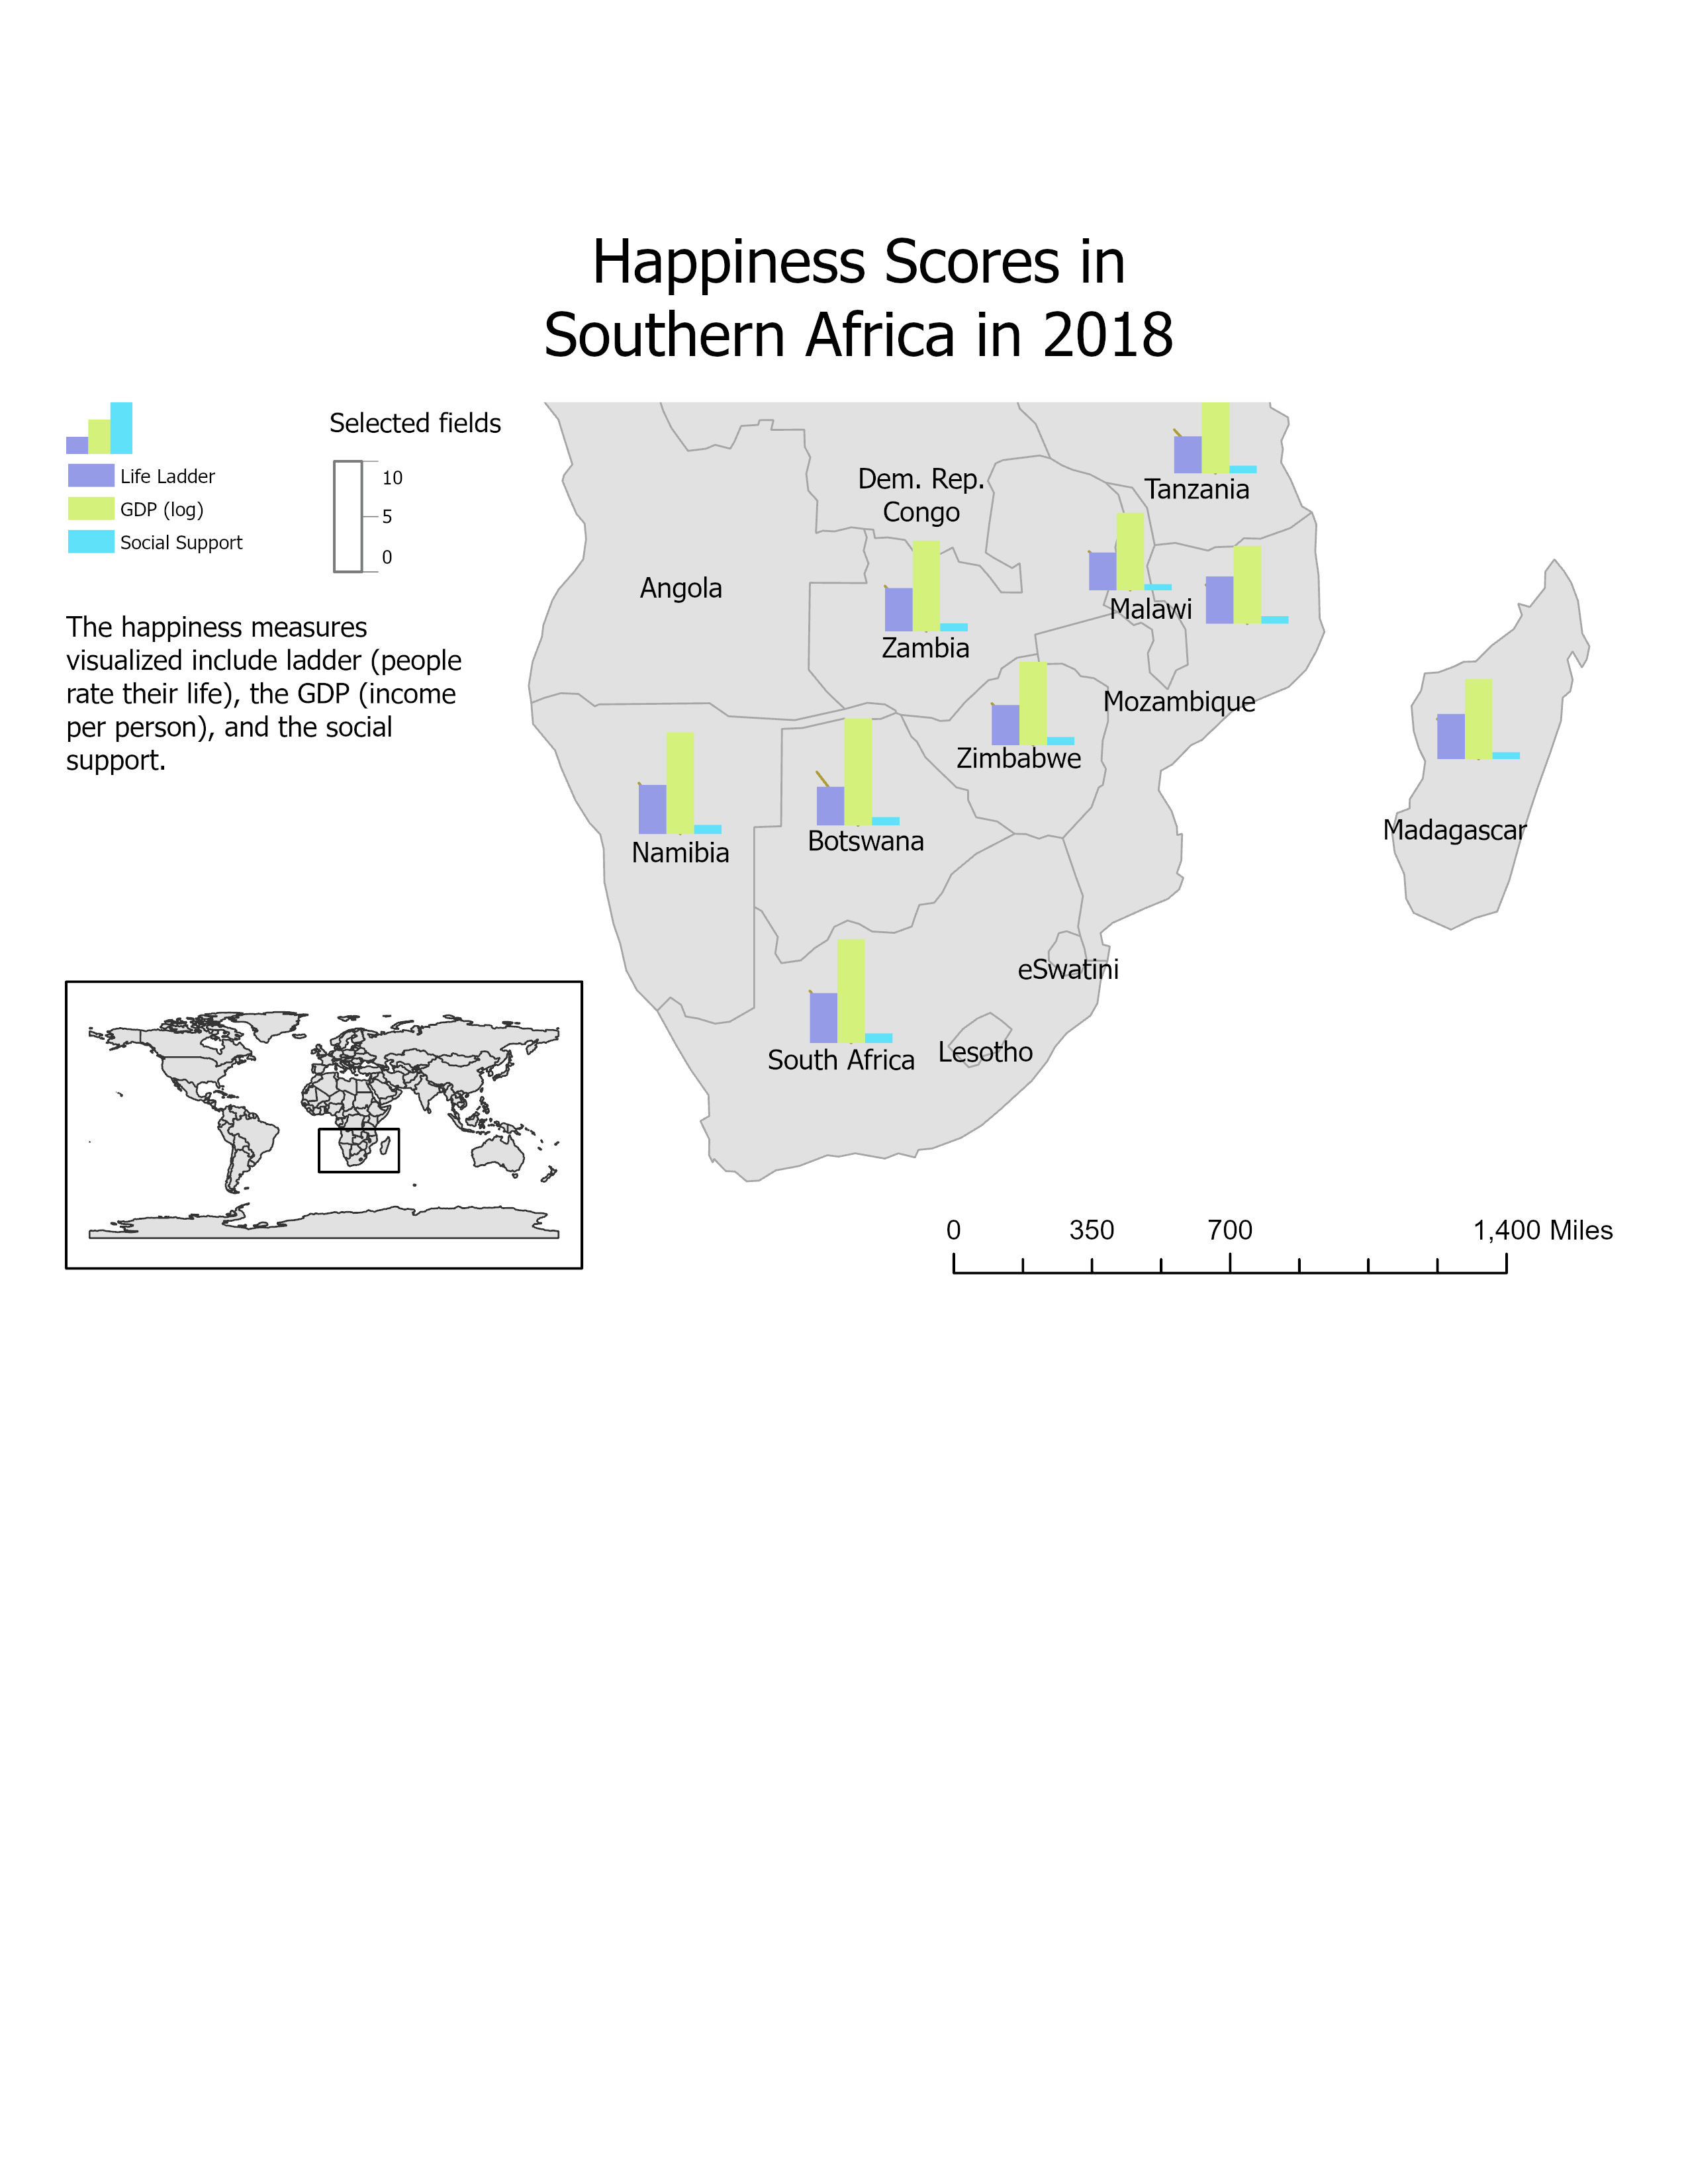 Happiness Scores in
Southern Africa in 2018
Selected fields
Life Ladder
GDP (log)
Social Support
10
5
0
The happiness measures
visualized include ladder (people
rate their life), the GDP (income
per person), and the social
support.
Tanzania
Dem. Rep.
Congo
Angola
Malawi
Zambia
Mozambique
Zimbabwe
Namibia
Botswana
Madagascar
eSwatini
South Africa
Lesotho
0 350 700 1,400 Miles